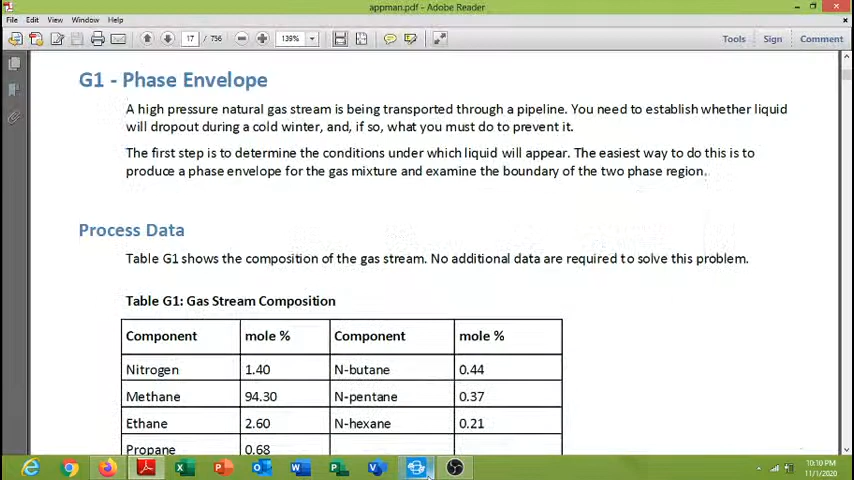 appman.pdf - Adobe Reader
File Edit View Window Help
17 / 756 139% Tools Sign Comment
G1 - Phase Envelope
A high pressure natural gas stream is being transported through a pipeline. You need to establish whether liquid
will dropout during a cold winter, and, if so, what you must do to prevent it.
The first step is to determine the conditions under which liquid will appear. The easiest way to do this is to
produce a phase envelope for the gas mixture and examine the boundary of the two phase region.
Process Data
Table G1 shows the composition of the gas stream. No additional data are required to solve this problem.
Table G1: Gas Stream Composition
Component mole % Component mole %
Nitrogen 1.40 N-butane 0.44
Methane 94.30 N-pentane 0.37
Ethane 2.60 N-hexane 0.21
Propane 0.68
10:10 PM
11/1/2020